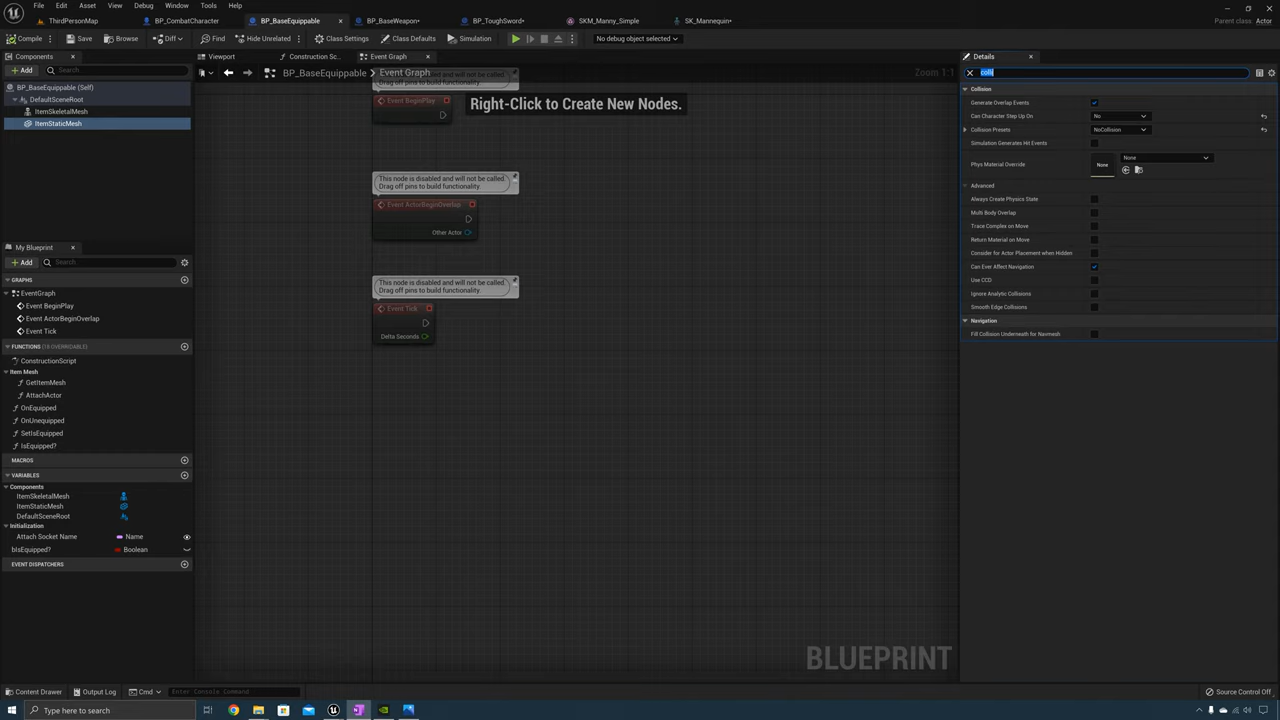 File Edit Asset View Debug Window Tools Help
ThirdPersonMap BP_CombatCharacter BP_BaseEquippable BP_BaseWeapon• BP_ToughSword• SKM_Manny_Simple SK_Mannequin•
Parent class: Actor
Compile Save Browse Diff Find Hide Unrelated Class Settings Class Defaults Simulation No debug object selected
Components
Add Search
BP_BaseEquippable (Self)
DefaultSceneRoot
ItemSkeletalMesh
ItemStaticMesh
My Blueprint
Add Search
GRAPHS
EventGraph
Event BeginPlay
Event ActorBeginOverlap
Event Tick
FUNCTIONS (18 OVERRIDABLE)
ConstructionScript
Item Mesh
GetItemMesh
AttachActor
OnEquipped
OnUnequipped
SetIsEquipped
IsEquipped?
MACROS
VARIABLES
Components
ItemSkeletalMesh
ItemStaticMesh
DefaultSceneRoot
Initialization
Attach Socket Name Name
bIsEquipped? Boolean
EVENT DISPATCHERS
Viewport Construction Sc.. Event Graph
BP_BaseEquippable Event Graph
Zoom 1:1
Drag off pins to build functionality.
Event BeginPlay
Right-Click to Create New Nodes.
This node is disabled and will not be called.
Drag off pins to build functionality.
Event ActorBeginOverlap
Other Actor
This node is disabled and will not be called.
Drag off pins to build functionality.
Event Tick
Delta Seconds
BLUEPRINT
Details
colli
Collision
Generate Overlap Events
Can Character Step Up On No
Collision Presets NoCollision
Simulation Generates Hit Events
Phys Material Override None None
Advanced
Always Create Physics State
Multi Body Overlap
Trace Complex on Move
Return Material on Move
Consider for Actor Placement when Hidden
Can Ever Affect Navigation
Use CCD
Ignore Analytic Collisions
Smooth Edge Collisions
Navigation
Fill Collision Underneath for Navmesh
Content Drawer Output Log Cmd Enter Console Command Source Control Off
Type here to search